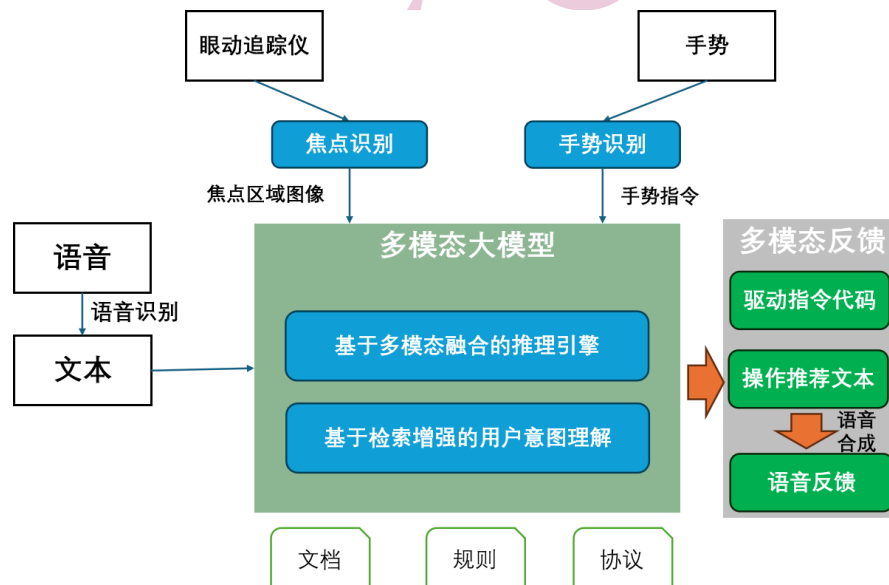 眼动追踪仪
手势
焦点识别
手势识别
焦点区域图像
手势指令
语音
语音识别
文本
多模态大模型
基于多模态融合的推理引擎
基于检索增强的用户意图理解
多模态反馈
驱动指令代码
操作推荐文本
语音
合成
语音反馈
文档
规则
协议